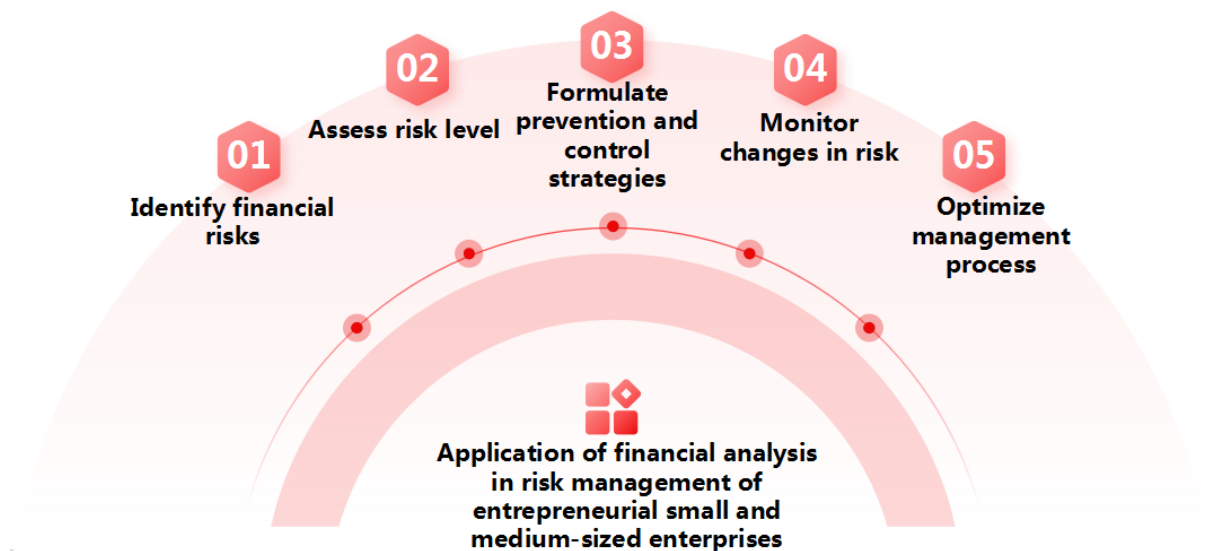 01
Identify financial
risks
02
Assess risk level
03
Formulate
prevention and
control
strategies
04
Monitor
changes in risk
05
Optimize
management
process
Application of financial analysis
in risk management of
entrepreneurial small and
medium-sized enterprises